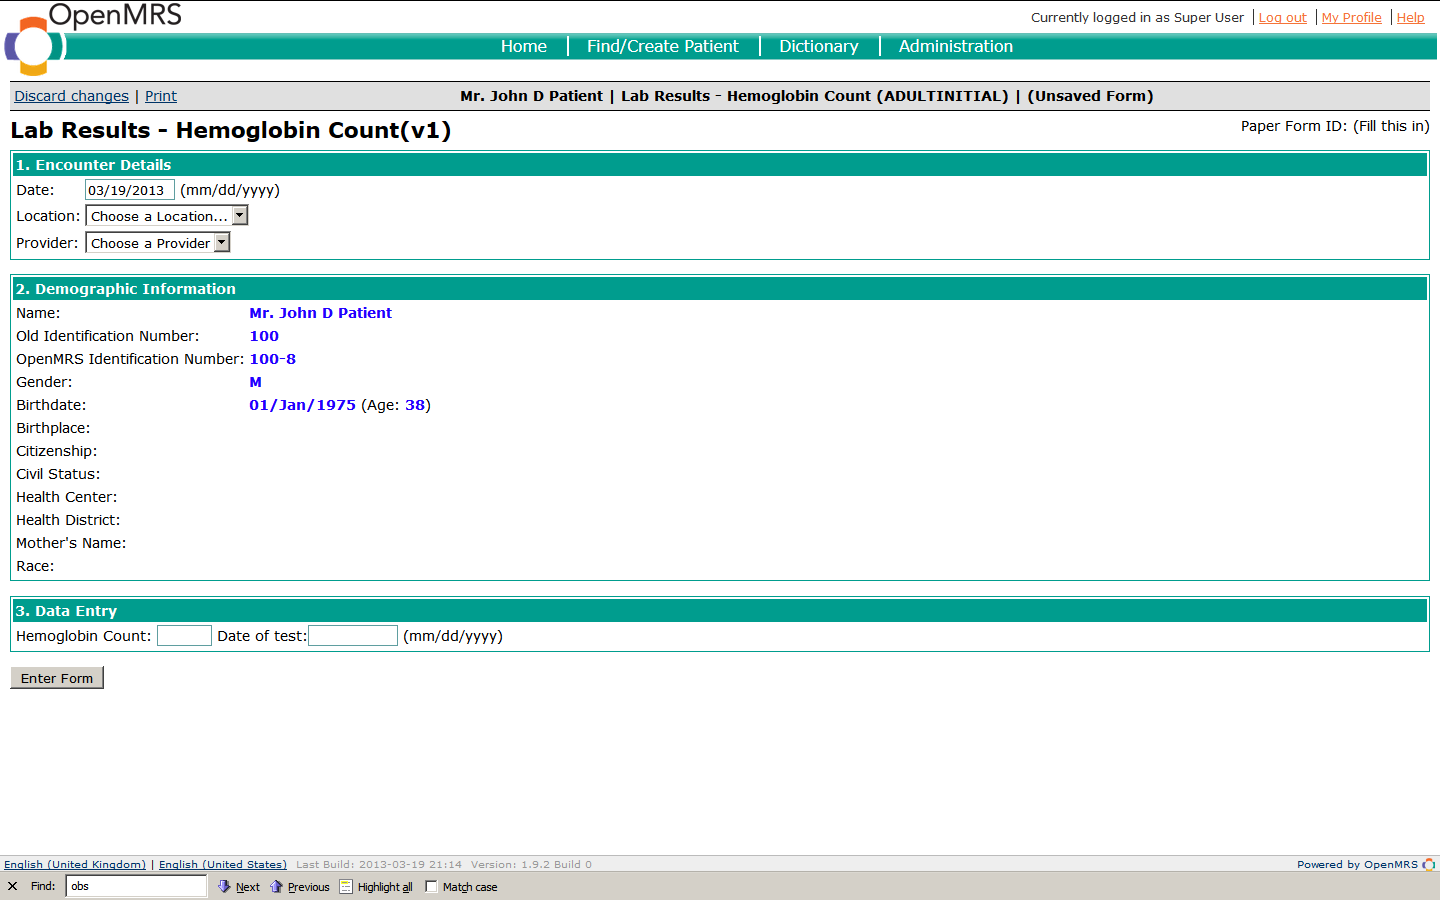 OpenMRS
Currently logged in as Super User | Log out | My Profile | Help
Home | Find/Create Patient | Dictionary | Administration
Discard changes | Print
Mr. John D Patient | Lab Results - Hemoglobin Count (ADULTINITIAL) | (Unsaved Form)
Lab Results - Hemoglobin Count(v1)
Paper Form ID: (Fill this in)
1. Encounter Details
Date: 03/19/2013 (mm/dd/yyyy)
Location: Choose a Location...
Provider: Choose a Provider
2. Demographic Information
Name: Mr. John D Patient
Old Identification Number: 100
OpenMRS Identification Number: 100-8
Gender: M
Birthdate: 01/Jan/1975 (Age: 38)
Birthplace:
Citizenship:
Civil Status:
Health Center:
Health District:
Mother's Name:
Race:
3. Data Entry
Hemoglobin Count: Date of test: (mm/dd/yyyy)
Enter Form
English (United Kingdom) | English (United States) Last Build: 2013-03-19 21:14 Version: 1.9.2 Build 0
Powered by OpenMRS
Find: obs Next Previous Highlight all Match case